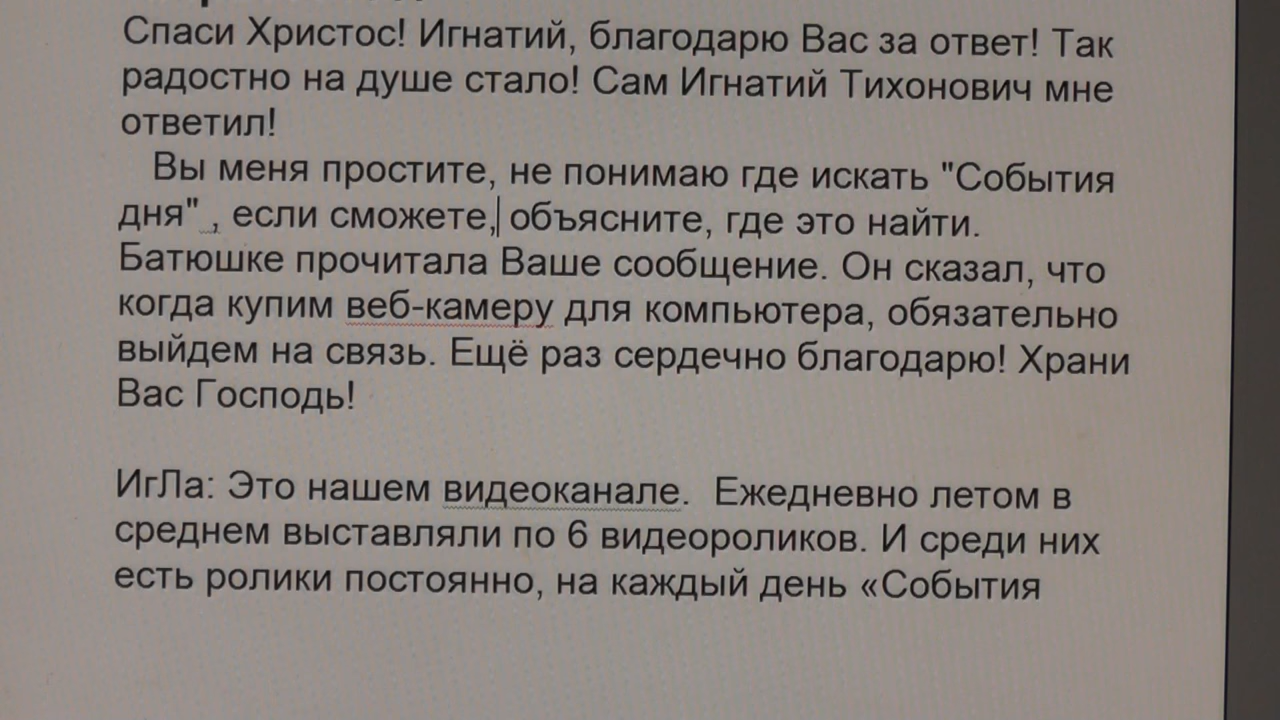 Спаси Христос! Игнатий, благодарю Вас за ответ! Так
радостно на душе стало! Сам Игнатий Тихонович мне
ответил!
Вы меня простите, не понимаю где искать "События
дня" , если сможете, объясните, где это найти.
Батюшке прочитала Ваше сообщение. Он сказал, что
когда купим веб-камеру для компьютера, обязательно
выйдем на связь. Ещё раз сердечно благодарю! Храни
Вас Господь!
ИгЛа: Это нашем видеоканале.  Ежедневно летом в
среднем выставляли по 6 видеороликов. И среди них
есть ролики постоянно, на каждый день «События